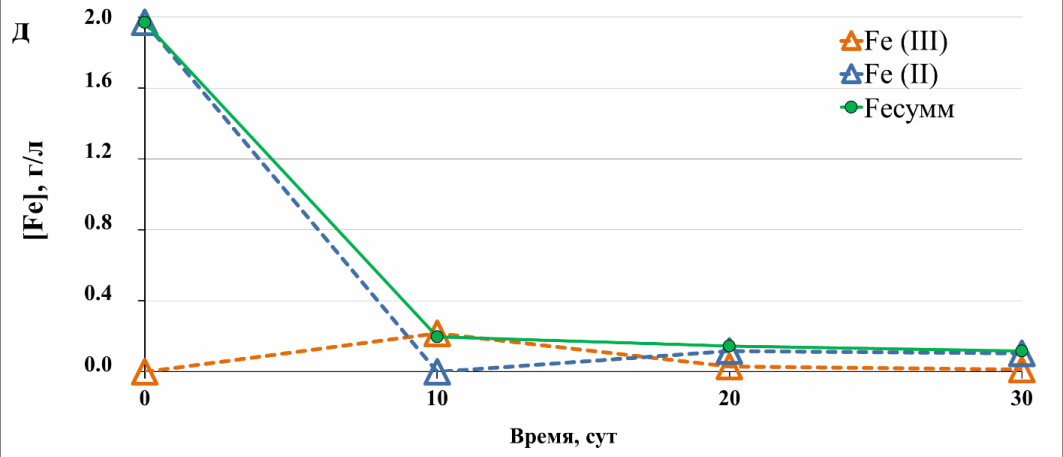 Д
2.0
1.6
1.2
0.8
0.4
0.0
[Fe], г/л
Fe (III)
Fe (II)
Feсумм
0
10
20
30
Время, сут